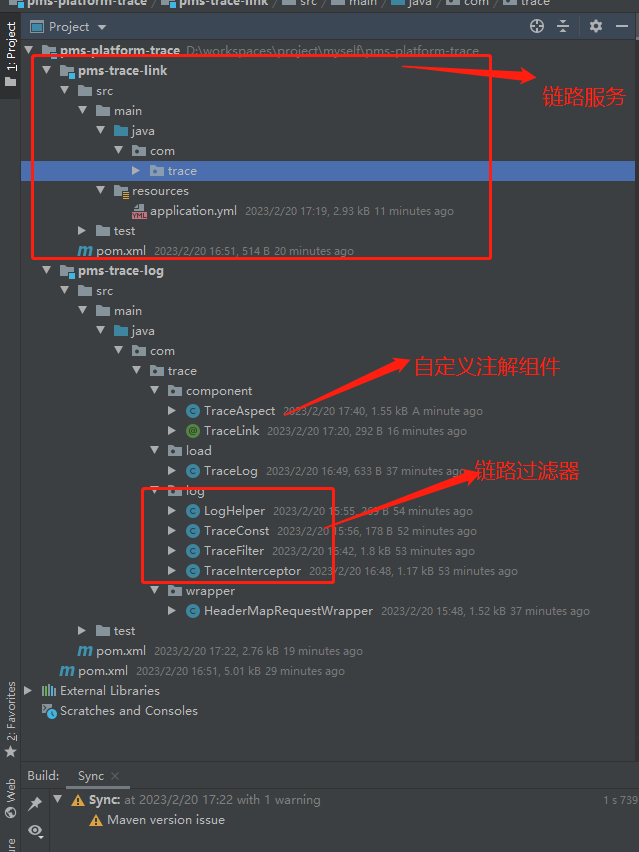 pms-platform-trace pms-trace-link src main java com trace
1: Project
Project
pms-platform-trace D:\workspaces\project\myself\pms-platform-trace
pms-trace-link
链路服务
src
main
java
com
trace
resources
application.yml 2023/2/20 17:19, 2.93 kB 11 minutes ago
test
pom.xml 2023/2/20 16:51, 514 B 20 minutes ago
pms-trace-log
src
main
java
com
trace
自定义注解组件
component
TraceAspect 2023/2/20 17:40, 1.55 kB A minute ago
TraceLink 2023/2/20 17:20, 292 B 16 minutes ago
load
TraceLog 2023/2/20 16:49, 633 B 37 minutes ago
链路过滤器
log
LogHelper 2023/2/20 15:55, 269 B 54 minutes ago
TraceConst 2023/2/20 15:56, 178 B 52 minutes ago
TraceFilter 2023/2/20 15:42, 1.8 kB 53 minutes ago
TraceInterceptor 2023/2/20 16:48, 1.17 kB 53 minutes ago
wrapper
HeaderMapRequestWrapper 2023/2/20 15:48, 1.52 kB 37 minutes ago
test
pom.xml 2023/2/20 17:22, 2.76 kB 19 minutes ago
pom.xml 2023/2/20 16:51, 5.01 kB 29 minutes ago
External Libraries
Scratches and Consoles
2: Favorites
Web
Build: Sync
Sync: at 2023/2/20 17:22 with 1 warning 1 s 739
Maven version issue